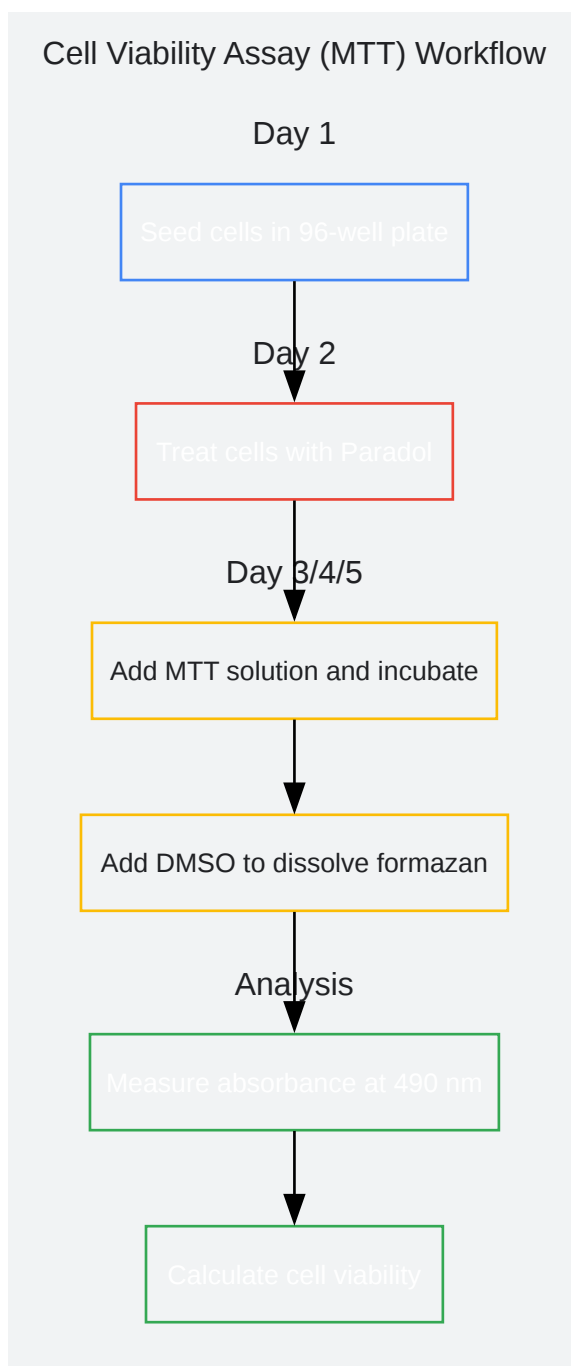 Cell Viability Assay (MTT) Workflow
Day 1
Seed cells in 96-well plate
Day 2
Treat cells with Paradol
Day 3/4/5
Add MTT solution and incubate
Add DMSO to dissolve formazan
Analysis
Measure absorbance at 490 nm
Calculate cell viability